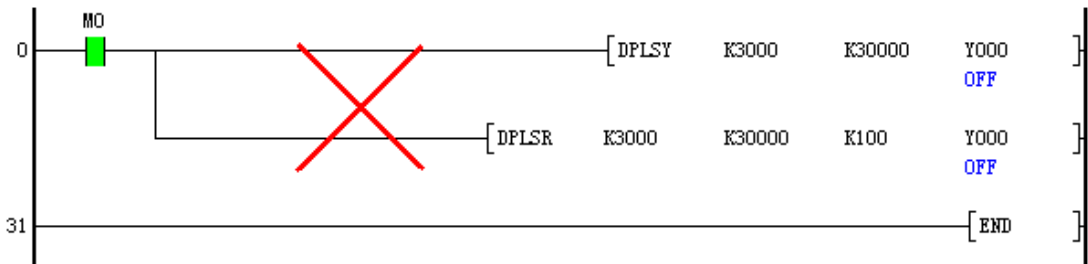 M0
0 [ DPLSY K3000 K30000 Y000 ]
OFF
[ DPLSR K3000 K30000 K100 Y000 ]
OFF
31 [ END ]